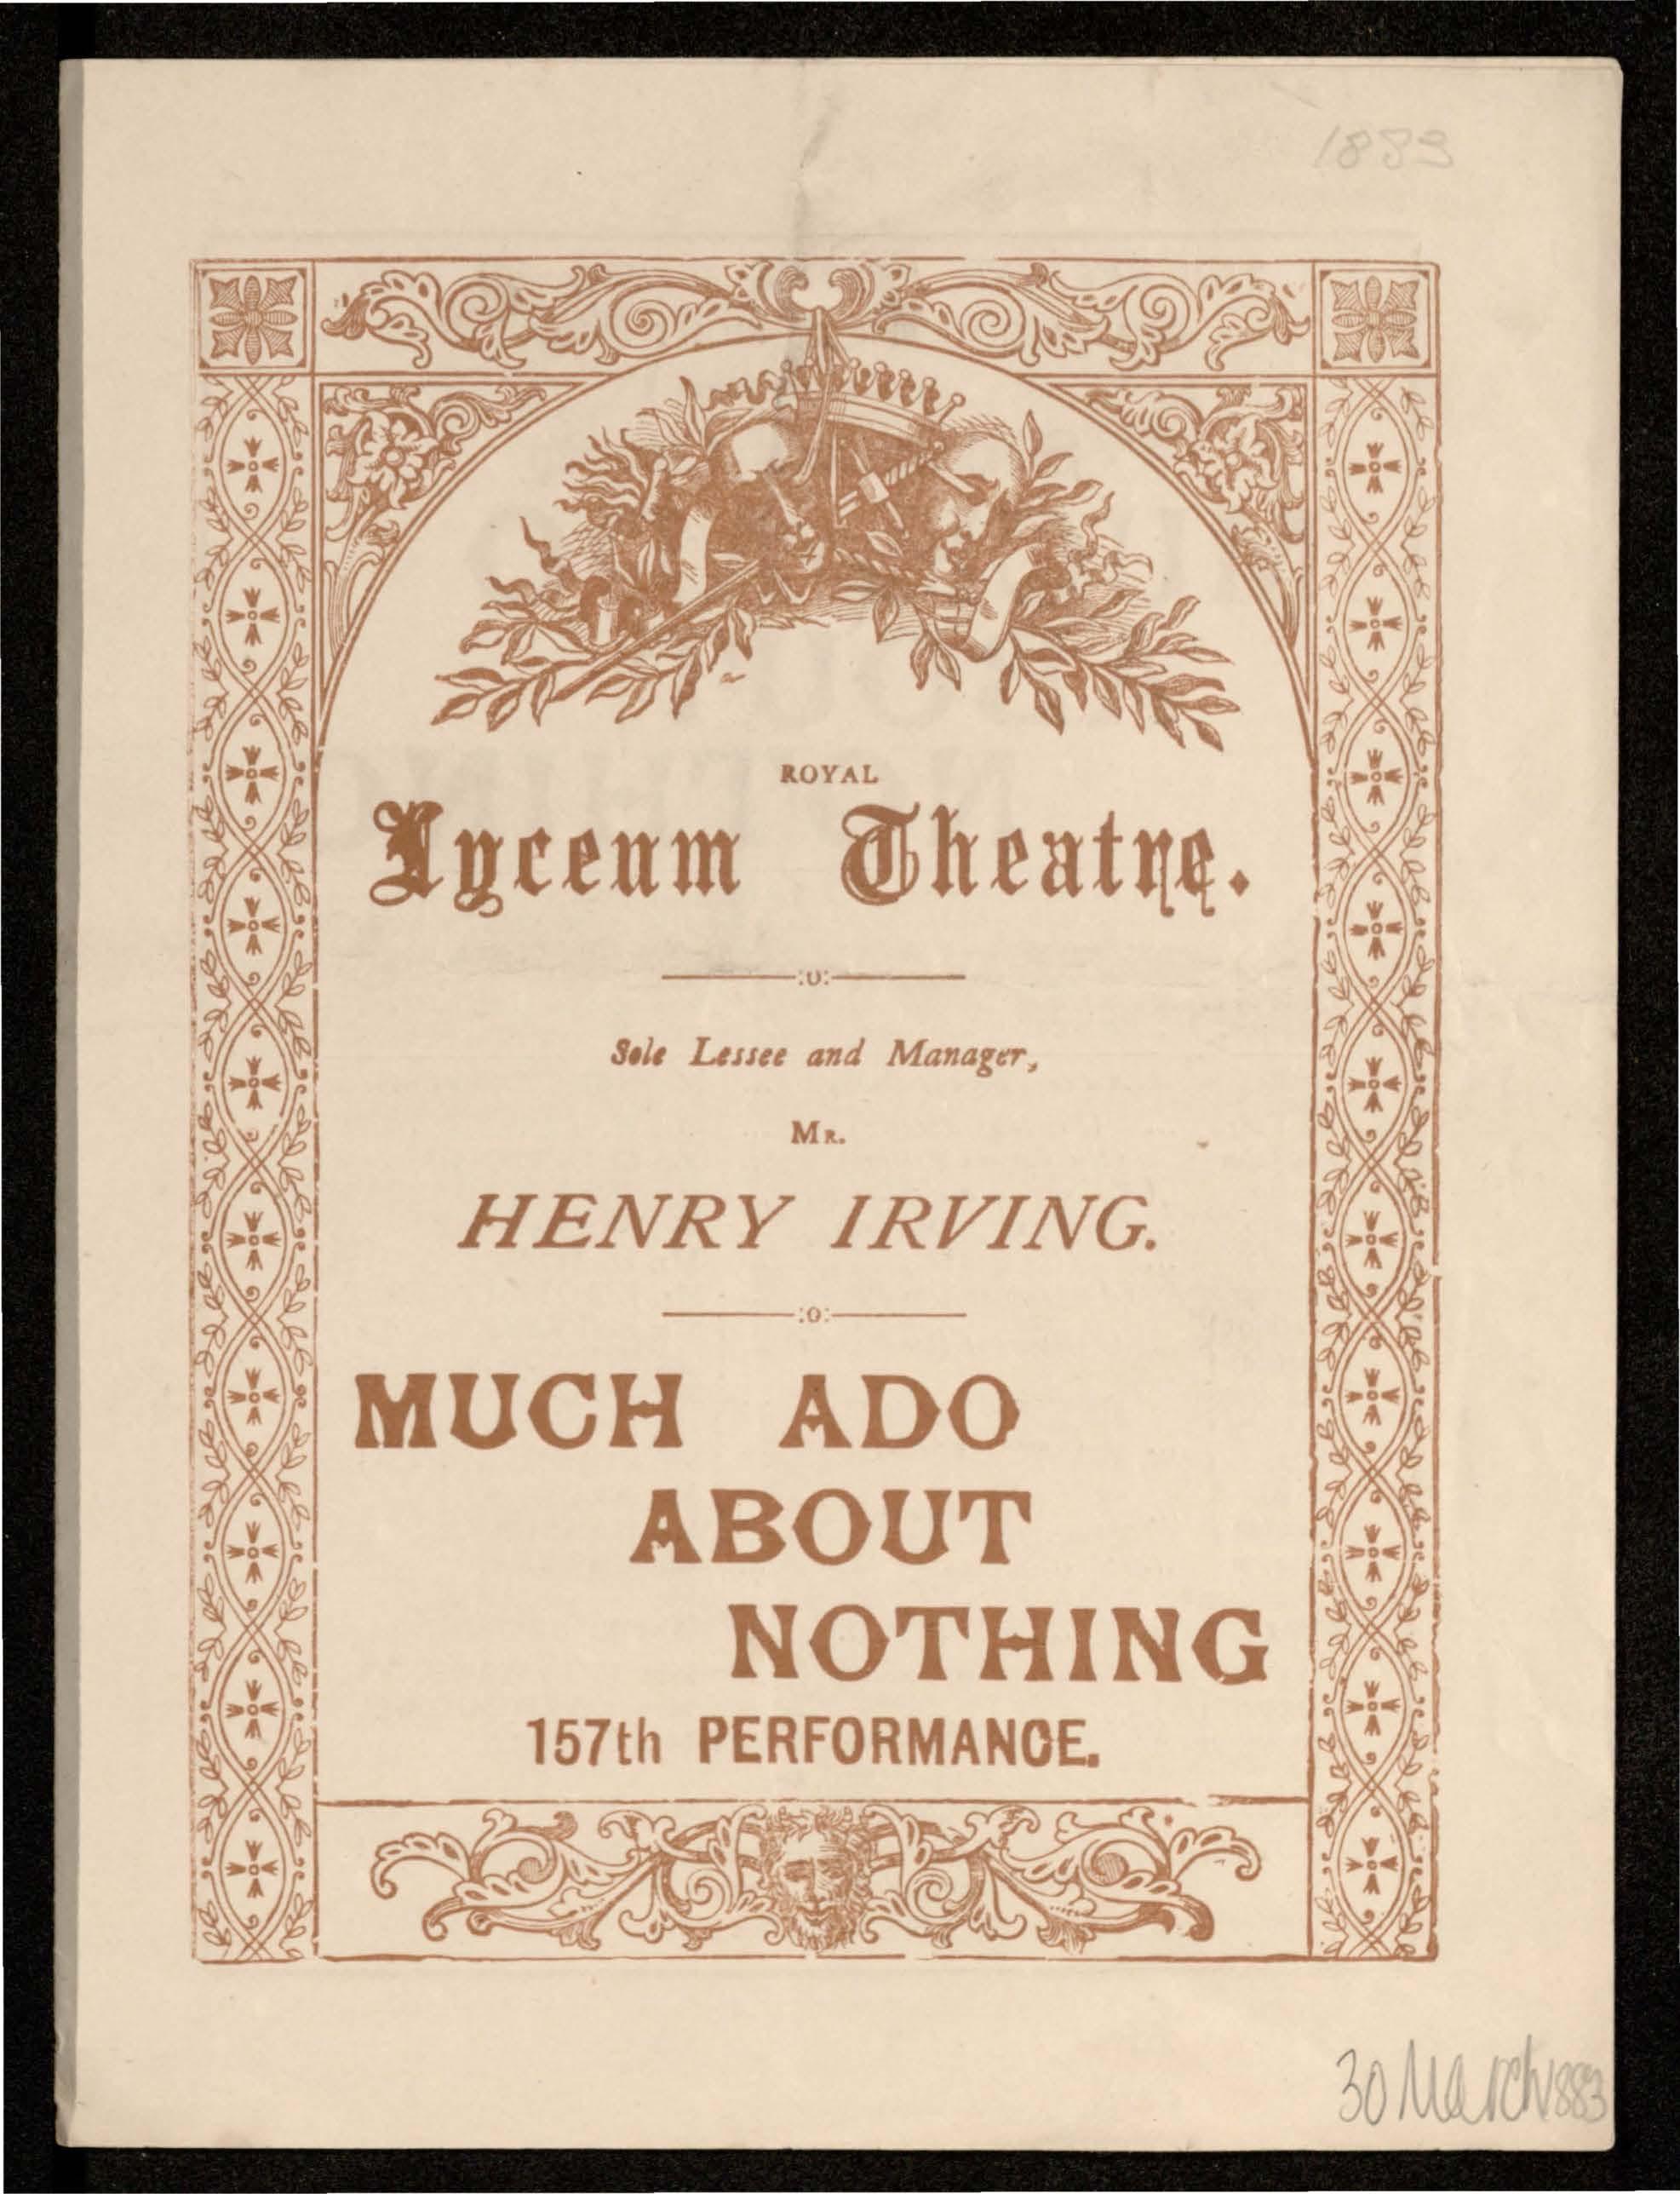 1883
ROYAL
Lyceum Theatre.
:o:
Sole Lessee and Manager,
MR.
HENRY IRVING.
:o:
MUCH ADO
ABOUT
NOTHING
157th PERFORMANCE.
30 March 1883